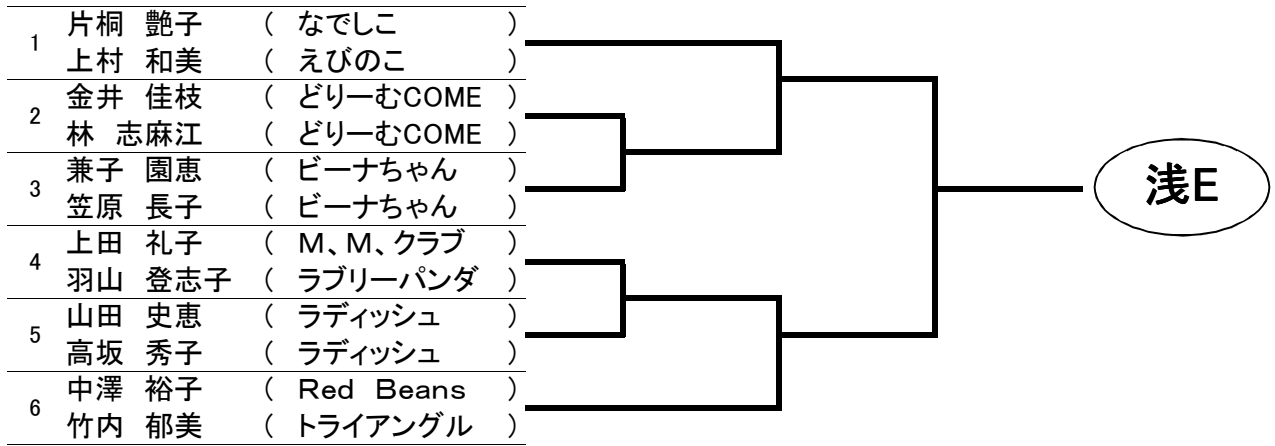 1
片桐 艶子 ( なでしこ )
上村 和美 ( えびのこ )
2
金井 佳枝 ( どりーむCOME )
林 志麻江 ( どりーむCOME )
3
兼子 園恵 ( ビーナちゃん )
笠原 長子 ( ビーナちゃん )
4
上田 礼子 ( M、M、クラブ )
羽山 登志子 ( ラブリーパンダ )
5
山田 史恵 ( ラディッシュ )
高坂 秀子 ( ラディッシュ )
6
中澤 裕子 ( Red Beans )
竹内 郁美 ( トライアングル )
浅E